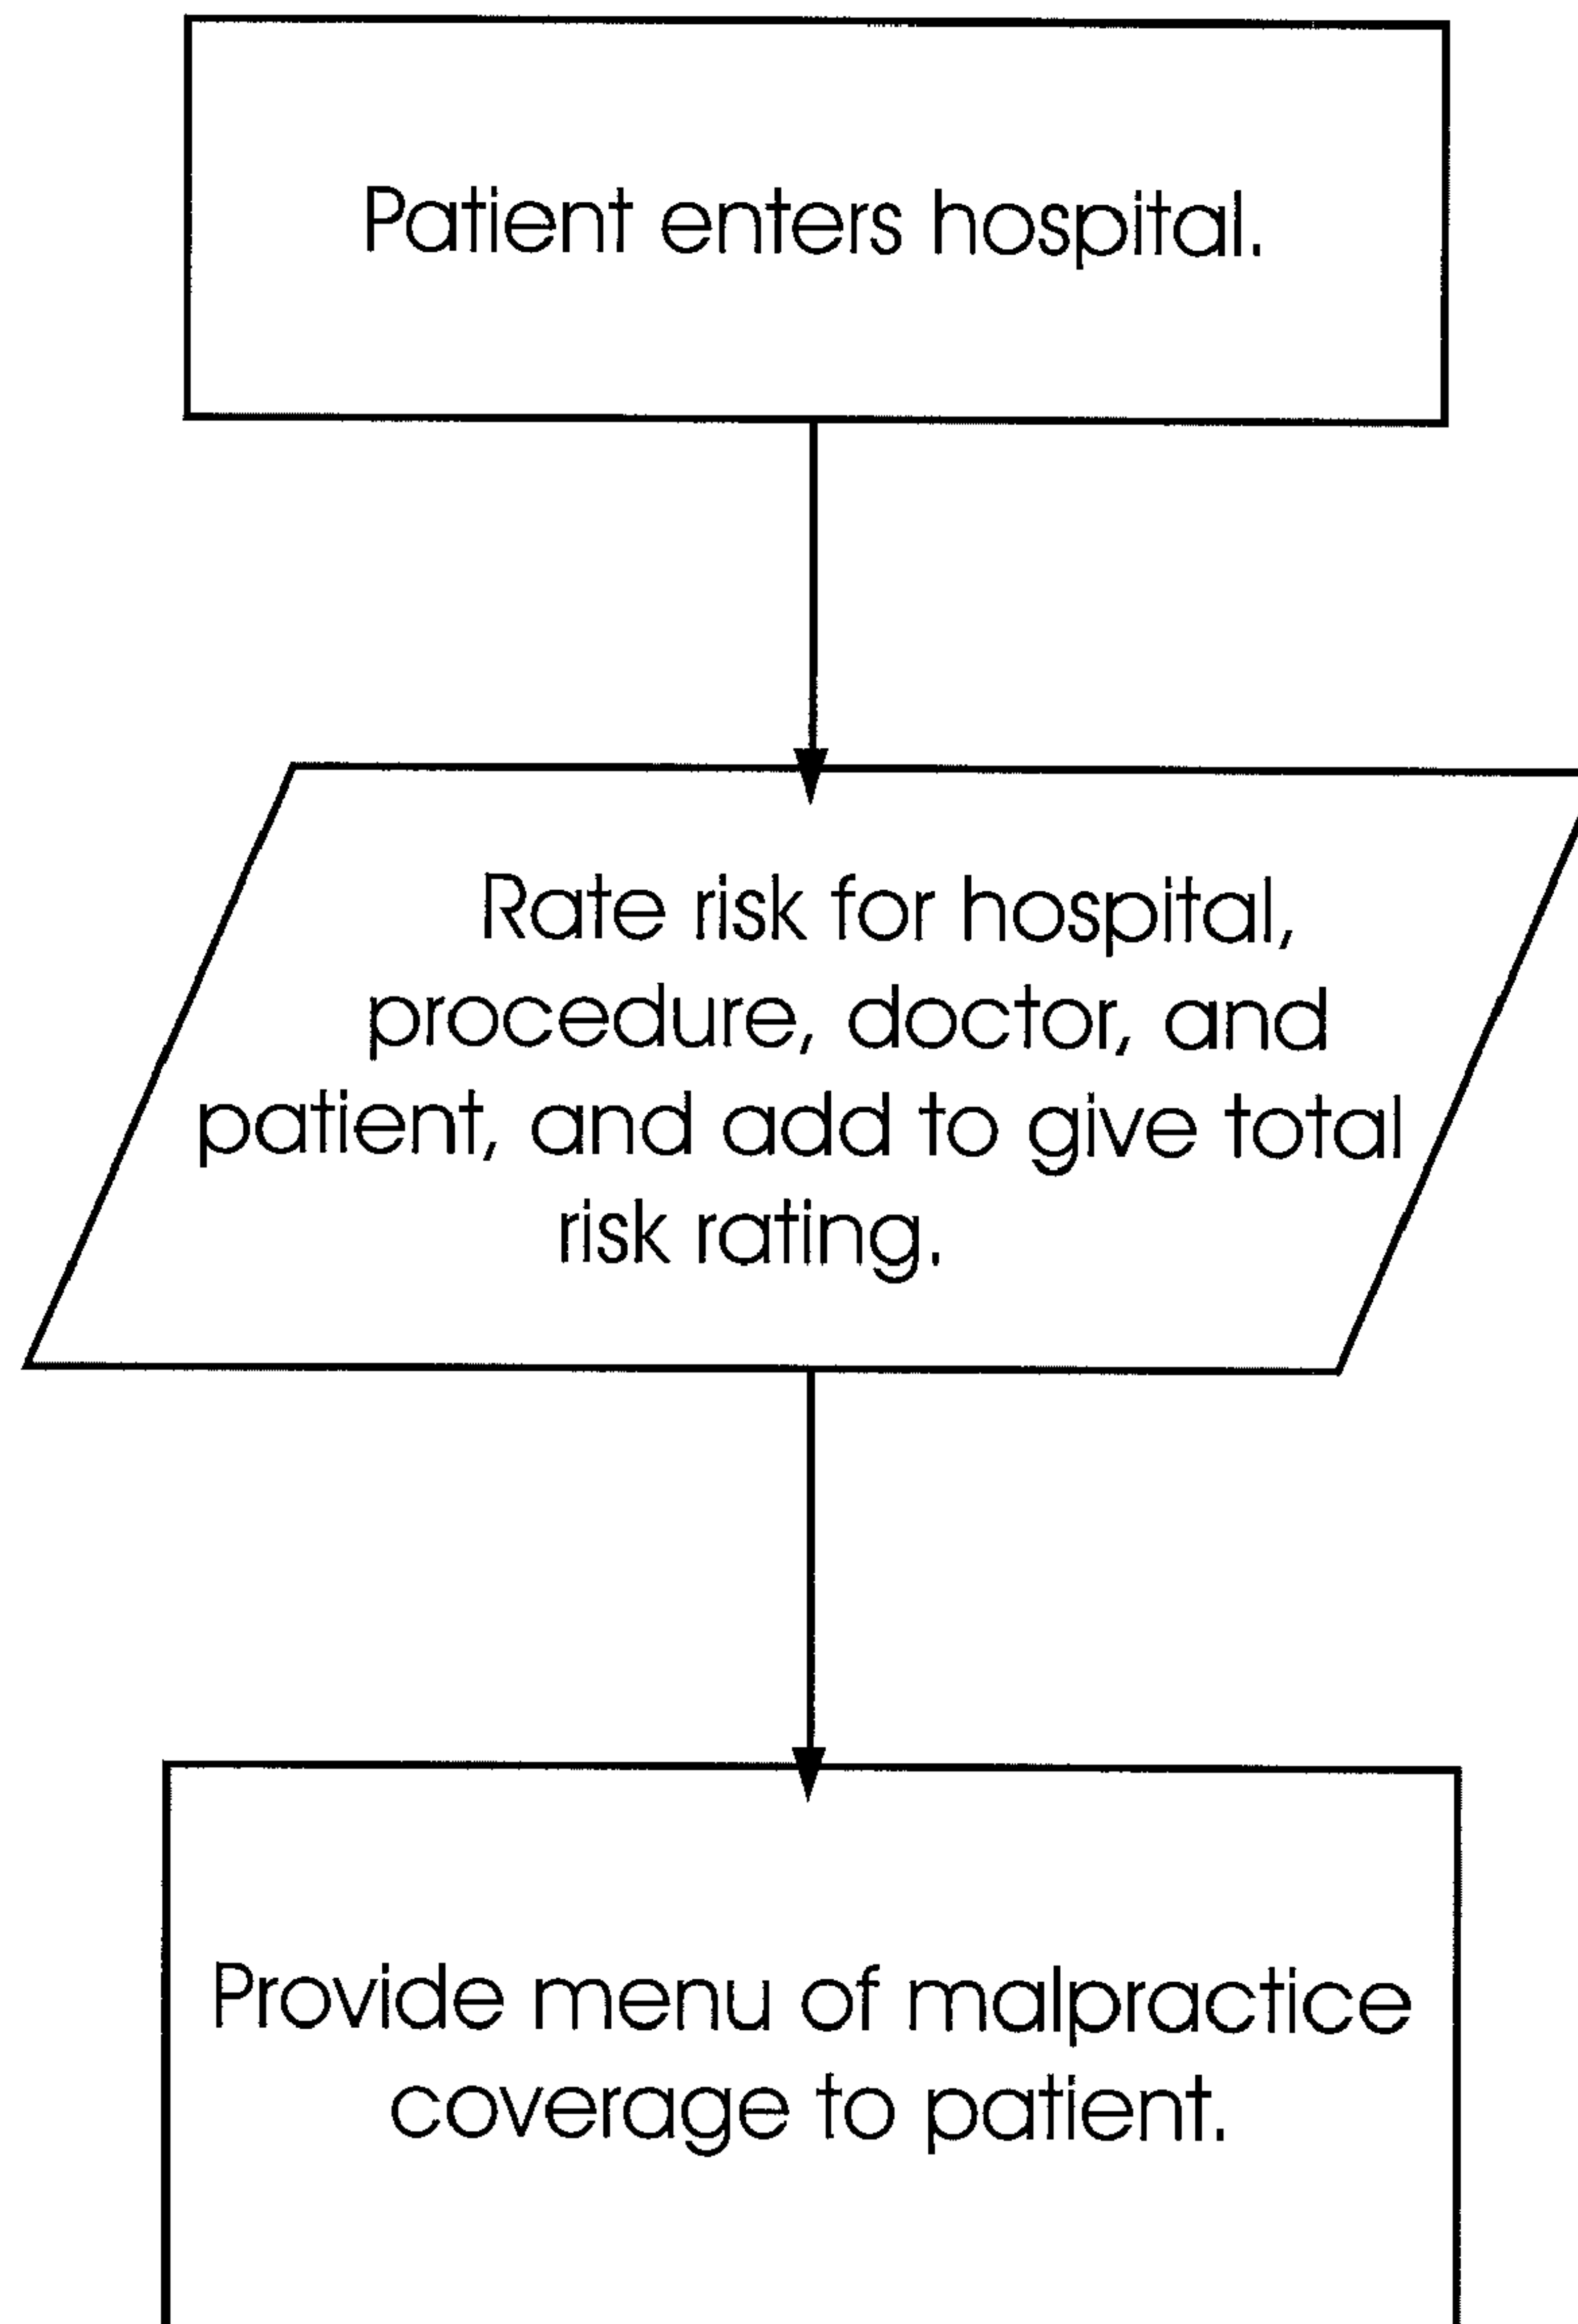 Patient enters hospital.
Rate risk for hospital,
procedure, doctor, and
patient, and add to give total
risk rating.
Provide menu of malpractice
coverage to patient.